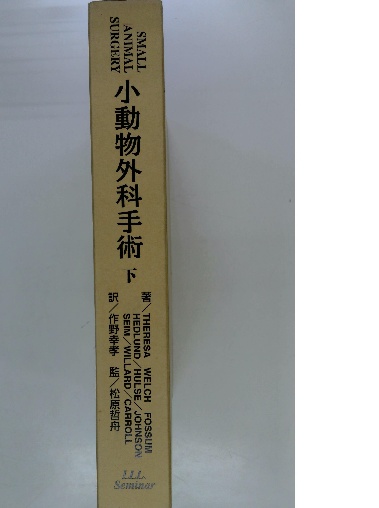 SMALL
ANIMAL
SURGERY
小動物外科手術 下
著/THERESA WELCH FOSSUM
HEDLUND/HULSE/JOHNSON
SEIM/WILLARD/CARROLL
訳/作野幸孝 監/松原哲舟
LLL.
Seminar